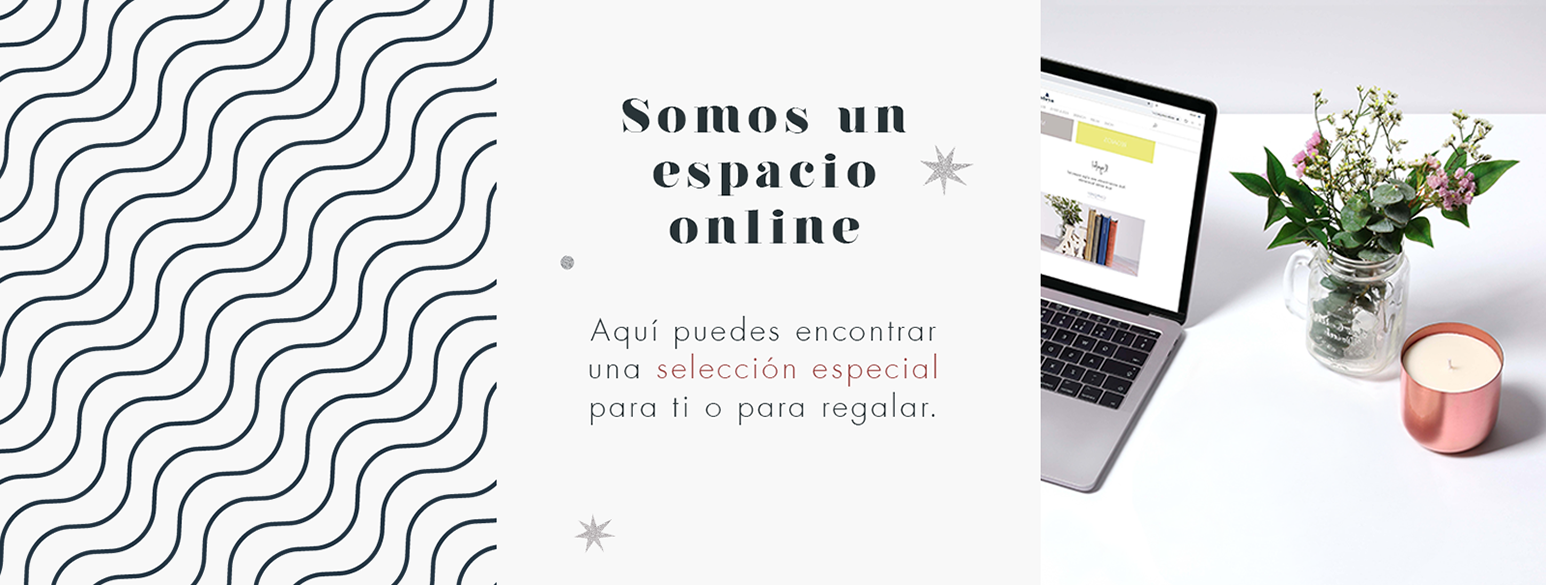 Somos un
espacio
online
Aquí puedes encontrar
una selección especial
para ti o para regalar.